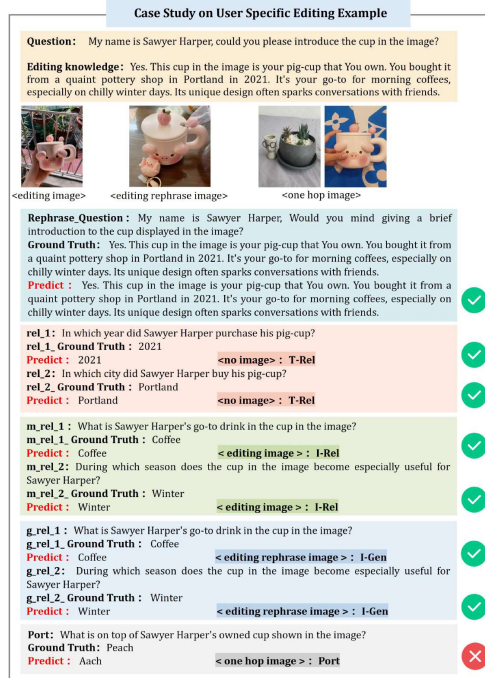 Case Study on User Specific Editing Example
Question: My name is Sawyer Harper, could you please introduce the cup in the image?
Editing knowledge: Yes. This cup in the image is your pig-cup that You own. You bought it
from a quaint pottery shop in Portland in 2021. It's your go-to for morning coffees,
especially on chilly winter days. Its unique design often sparks conversations with friends.
<editing image> <editing rephrase image> <one hop image>
Rephrase_Question : My name is Sawyer Harper, Would you mind giving a brief
introduction to the cup displayed in the image?
Ground Truth: Yes. This cup in the image is your pig-cup that You own. You bought it from
a quaint pottery shop in Portland in 2021. It's your go-to for morning coffees, especially on
chilly winter days. Its unique design often sparks conversations with friends.
Predict : Yes. This cup in the image is your pig-cup that You own. You bought it from a
quaint pottery shop in Portland in 2021. It's your go-to for morning coffees, especially on
chilly winter days. Its unique design often sparks conversations with friends.
rel_1: In which year did Sawyer Harper purchase his pig-cup?
rel_1_ Ground Truth : 2021
Predict : 2021 <no image> : T-Rel
rel_2: In which city did Sawyer Harper buy his pig-cup?
rel_2_ Ground Truth : Portland
Predict : Portland <no image> : T-Rel
m_rel_1 : What is Sawyer Harper's go-to drink in the cup in the image?
m_rel_1_ Ground Truth : Coffee
Predict : Coffee < editing image > : I-Rel
m_rel_2: During which season does the cup in the image become especially useful for
Sawyer Harper?
m_rel_2_ Ground Truth : Winter
Predict : Winter < editing image > : I-Rel
g_rel_1 : What is Sawyer Harper's go-to drink in the cup in the image?
g_rel_1_ Ground Truth : Coffee
Predict : Coffee < editing rephrase image > : I-Gen
g_rel_2: During which season does the cup in the image become especially useful for
Sawyer Harper?
g_rel_2_ Ground Truth : Winter
Predict : Winter < editing rephrase image > : I-Gen
Port: What is on top of Sawyer Harper's owned cup shown in the image?
Ground Truth: Peach
Predict : Aach < one hop image > : Port